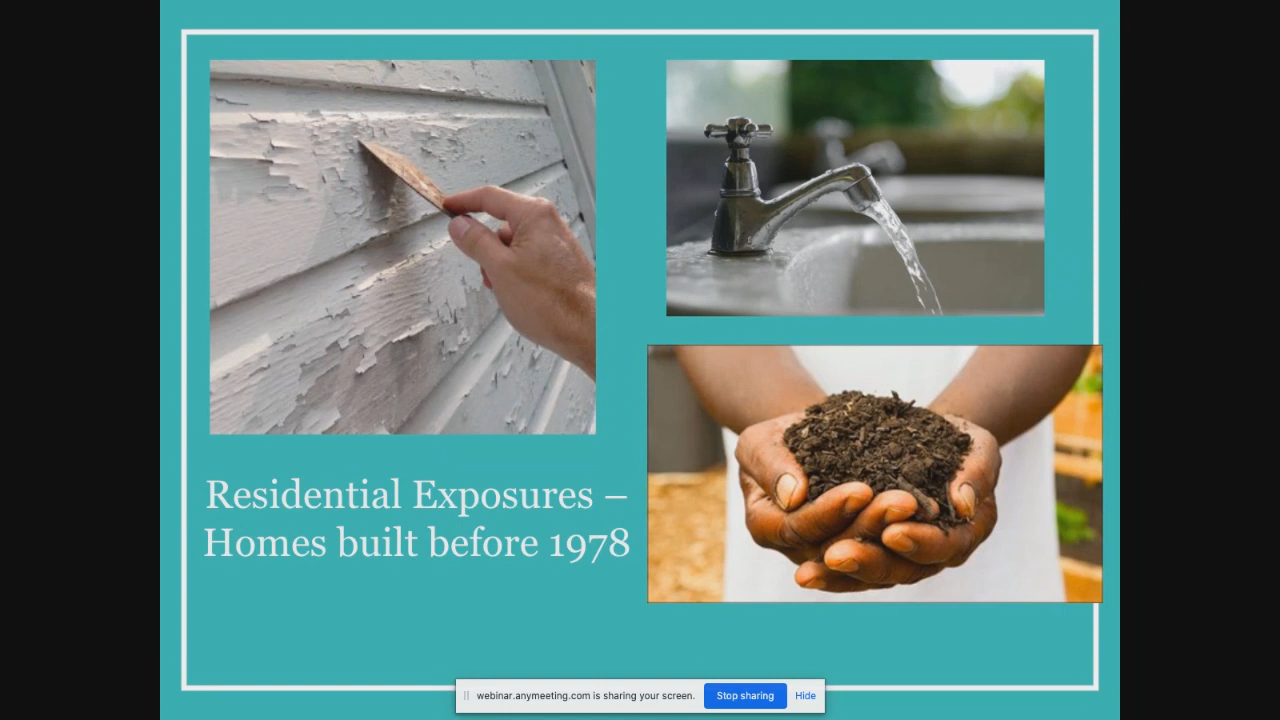 Residential Exposures –
Homes built before 1978
webinar.anymeeting.com is sharing your screen. Stop sharing Hide